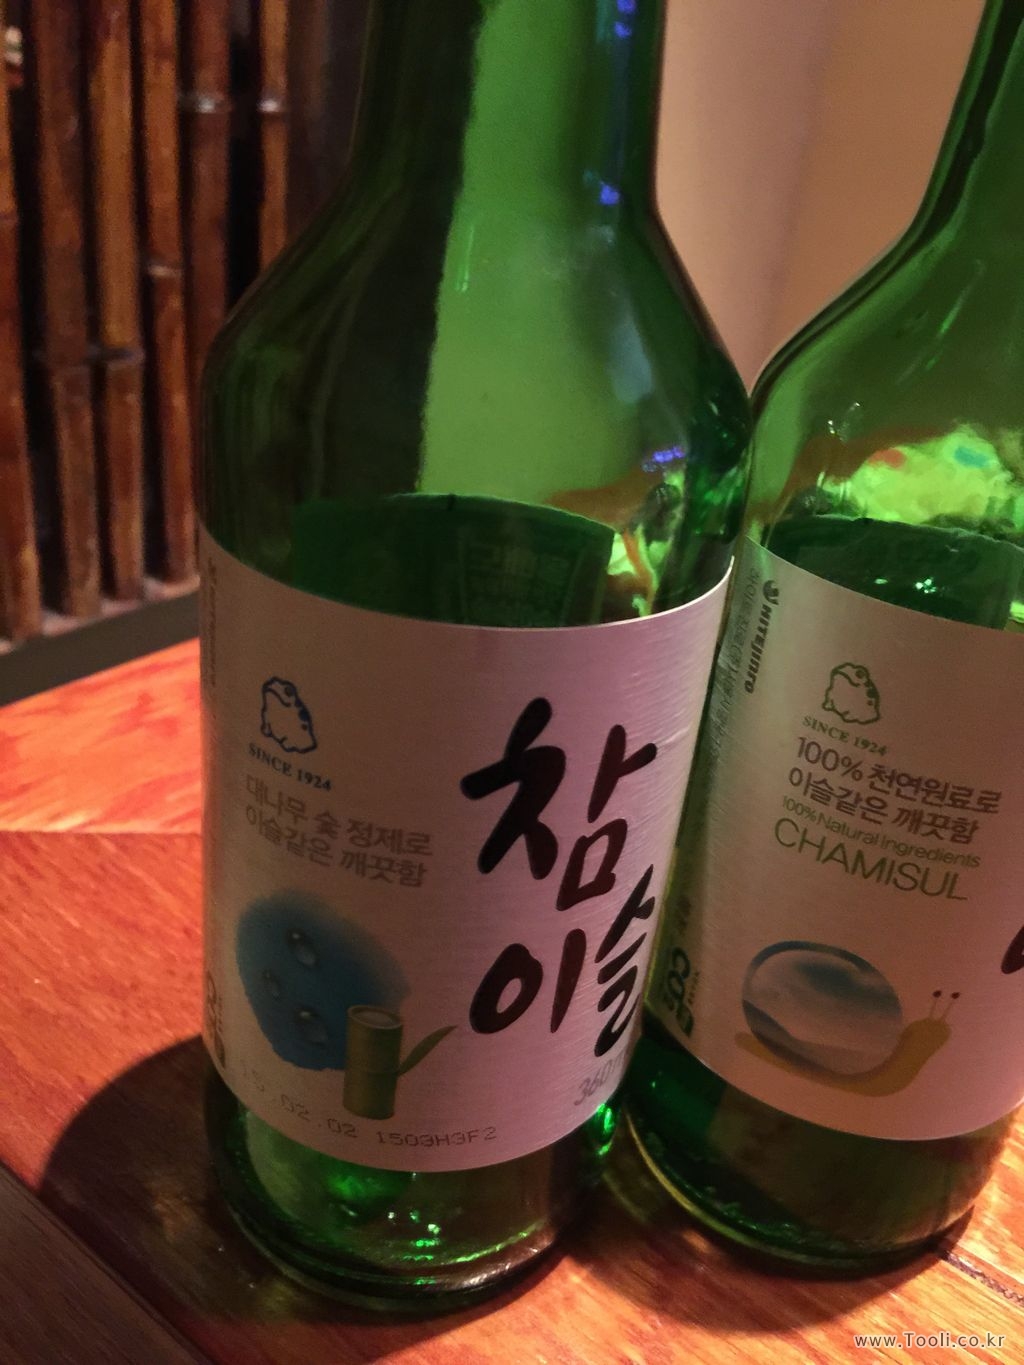 SINCE 1924
대나무 숯 정제로
이슬같은 깨끗함
참
이슬
360
.02.02 1503H3F2
HITEjinro
SINCE 1924
100% 천연원료로
이슬같은 깨끗함
100% Natural Ingredients
CHAMISUL
CO2
www.Tooli.co.kr